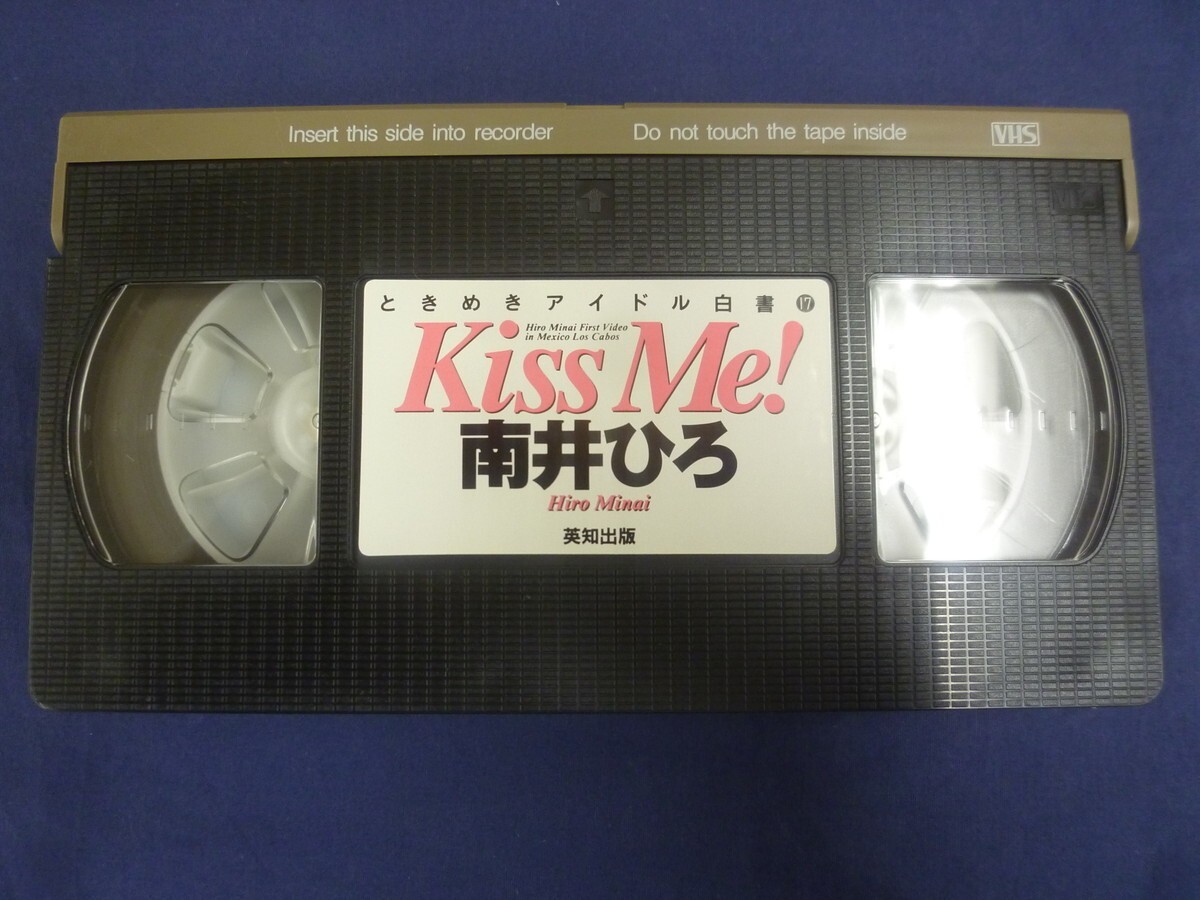 Insert this side into recorder Do not touch the tape inside VHS
ときめきアイドル白書⑰
Hiro Minai First Video
in Mexico Los Cabos
Kiss Me!
南井ひろ
Hiro Minai
英知出版